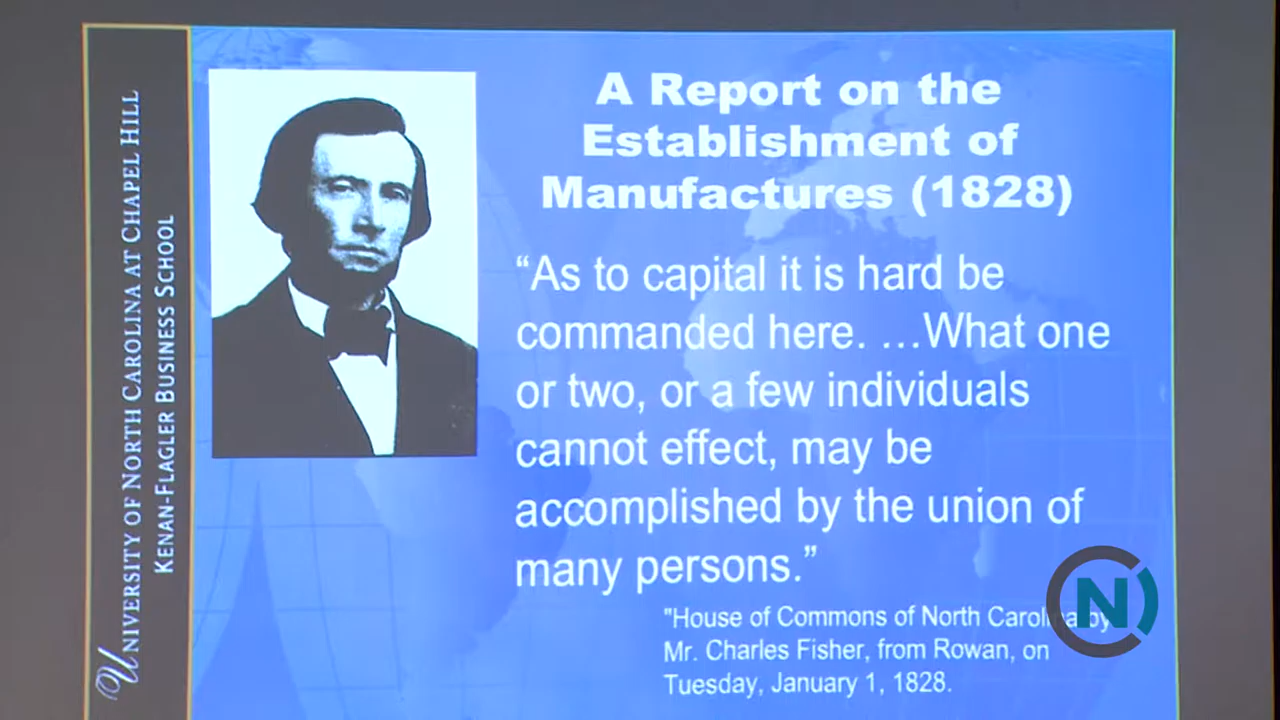 UNIVERSITY OF NORTH CAROLINA AT CHAPEL HILL
KENAN-FLAGLER BUSINESS SCHOOL
A Report on the
Establishment of
Manufactures (1828)
“As to capital it is hard be
commanded here. …What one
or two, or a few individuals
cannot effect, may be
accomplished by the union of
many persons.”
"House of Commons of North Carolina by
Mr. Charles Fisher, from Rowan, on
Tuesday, January 1, 1828.
CN